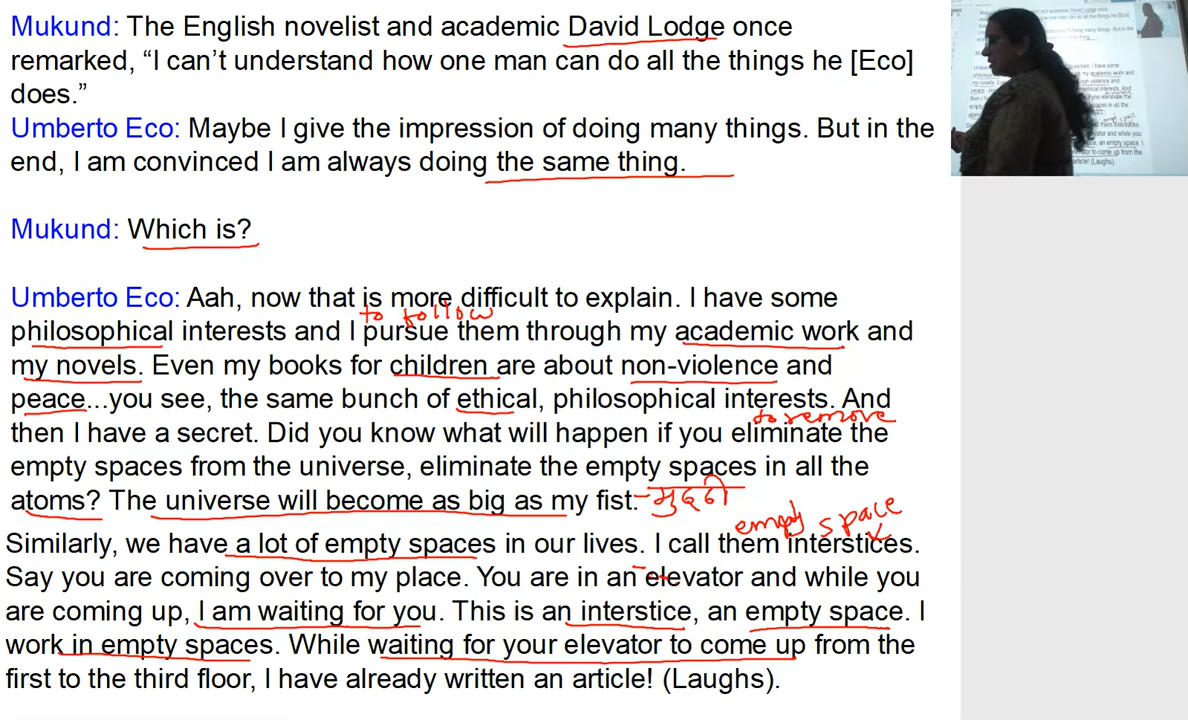 Mukund: The English novelist and academic David Lodge once
remarked, “I can’t understand how one man can do all the things he [Eco]
does.”
Umberto Eco: Maybe I give the impression of doing many things. But in the
end, I am convinced I am always doing the same thing.
Mukund: Which is?
Umberto Eco: Aah, now that is more difficult to explain. I have some
to follow
philosophical interests and I pursue them through my academic work and
my novels. Even my books for children are about non-violence and
peace...you see, the same bunch of ethical, philosophical interests. And
to remove
then I have a secret. Did you know what will happen if you eliminate the
empty spaces from the universe, eliminate the empty spaces in all the
atoms? The universe will become as big as my fist. - मुट्ठी
empty space
Similarly, we have a lot of empty spaces in our lives. I call them interstices.
Say you are coming over to my place. You are in an elevator and while you
are coming up, I am waiting for you. This is an interstice, an empty space. I
work in empty spaces. While waiting for your elevator to come up from the
first to the third floor, I have already written an article! (Laughs).